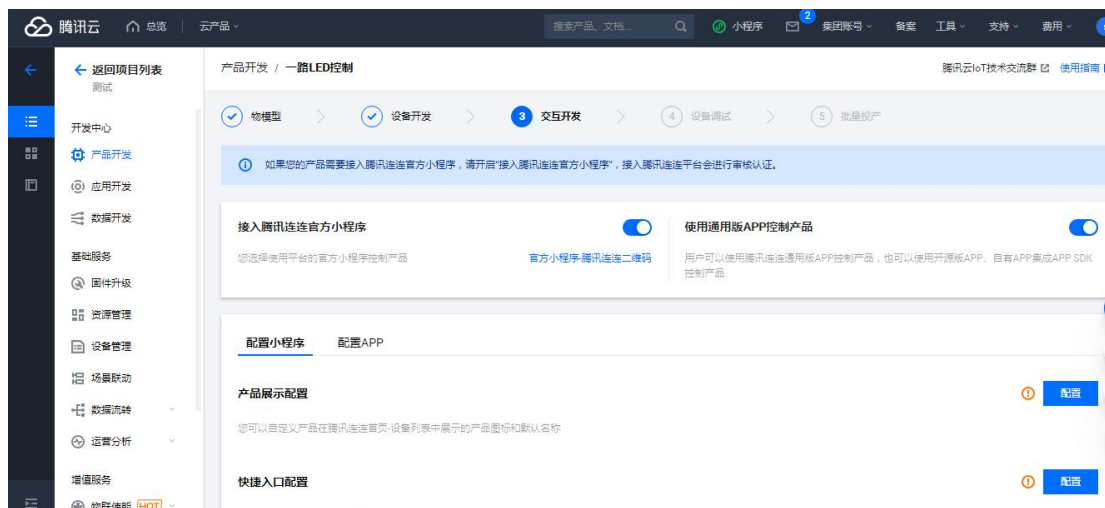 腾讯云 总览 云产品 搜索产品、文档... 小程序 2 集团账号 备案 工具 支持 费用
返回项目列表
测试
产品开发 / 一路LED控制 腾讯云IoT技术交流群 使用指南
物模型 设备开发 3 交互开发 4 设备调试 5 批量投产
开发中心
产品开发
应用开发
数据开发
基础服务
固件升级
资源管理
设备管理
场景联动
数据流转
运营分析
增值服务
物联使能 HOT
如果您的产品需要接入腾讯连连官方小程序，请开启“接入腾讯连连官方小程序”，接入腾讯连连平台会进行审核认证。
接入腾讯连连官方小程序
您选择使用平台的官方小程序控制产品 官方小程序-腾讯连连二维码
使用通用版APP控制产品
用户可以使用腾讯连连通用版APP控制产品，也可以使用开源版APP、自有APP集成APP SDK
控制产品
配置小程序 配置APP
产品展示配置 配置
您可以自定义产品在腾讯连连首页-设备列表中展示的产品图标和默认名称
快捷入口配置 配置